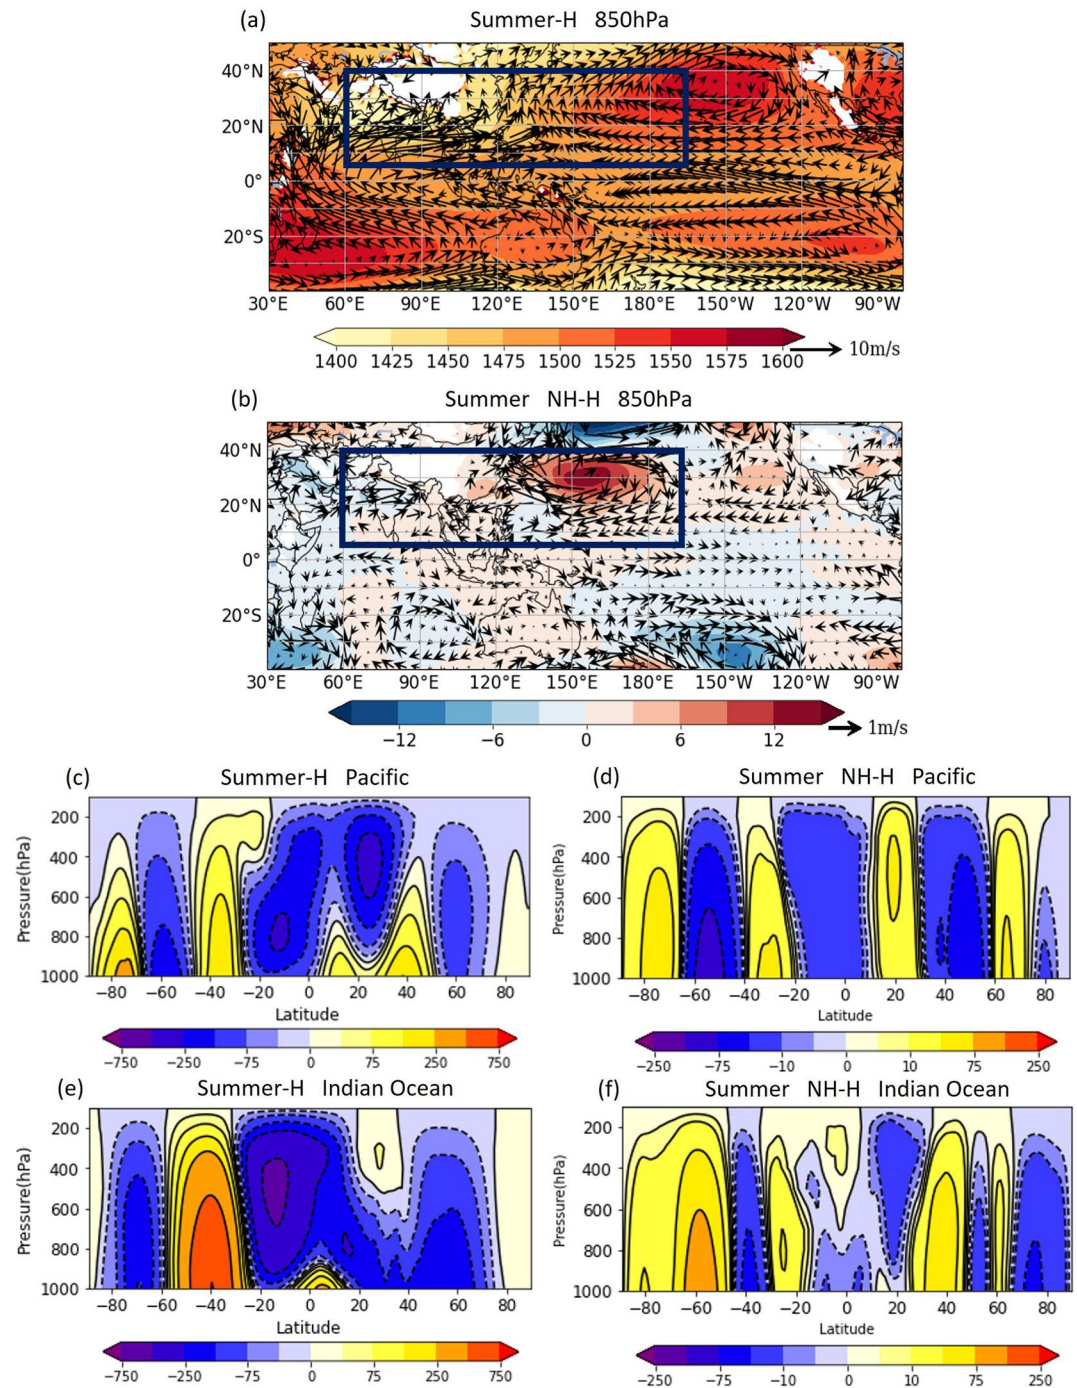 (a) Summer-H 850hPa
40°N
20°N
0°
20°S
30°E 60°E 90°E 120°E 150°E 180°E 150°W 120°W 90°W
1400 1425 1450 1475 1500 1525 1550 1575 1600 10m/s
(b) Summer NH-H 850hPa
40°N
20°N
0°
20°S
30°E 60°E 90°E 120°E 150°E 180°E 150°W 120°W 90°W
−12 −6 0 6 12 1m/s
(c) Summer-H Pacific
Pressure(hPa)
200
400
600
800
1000
−80 −60 −40 −20 0 20 40 60 80
Latitude
−750 −250 −75 0 75 250 750
(d) Summer NH-H Pacific
Pressure(hPa)
200
400
600
800
1000
−80 −60 −40 −20 0 20 40 60 80
Latitude
−250 −75 −10 0 10 75 250
(e) Summer-H Indian Ocean
Pressure(hPa)
200
400
600
800
1000
−80 −60 −40 −20 0 20 40 60 80
Latitude
−750 −250 −75 0 75 250 750
(f) Summer NH-H Indian Ocean
Pressure(hPa)
200
400
600
800
1000
−80 −60 −40 −20 0 20 40 60 80
Latitude
−250 −75 −10 0 10 75 250